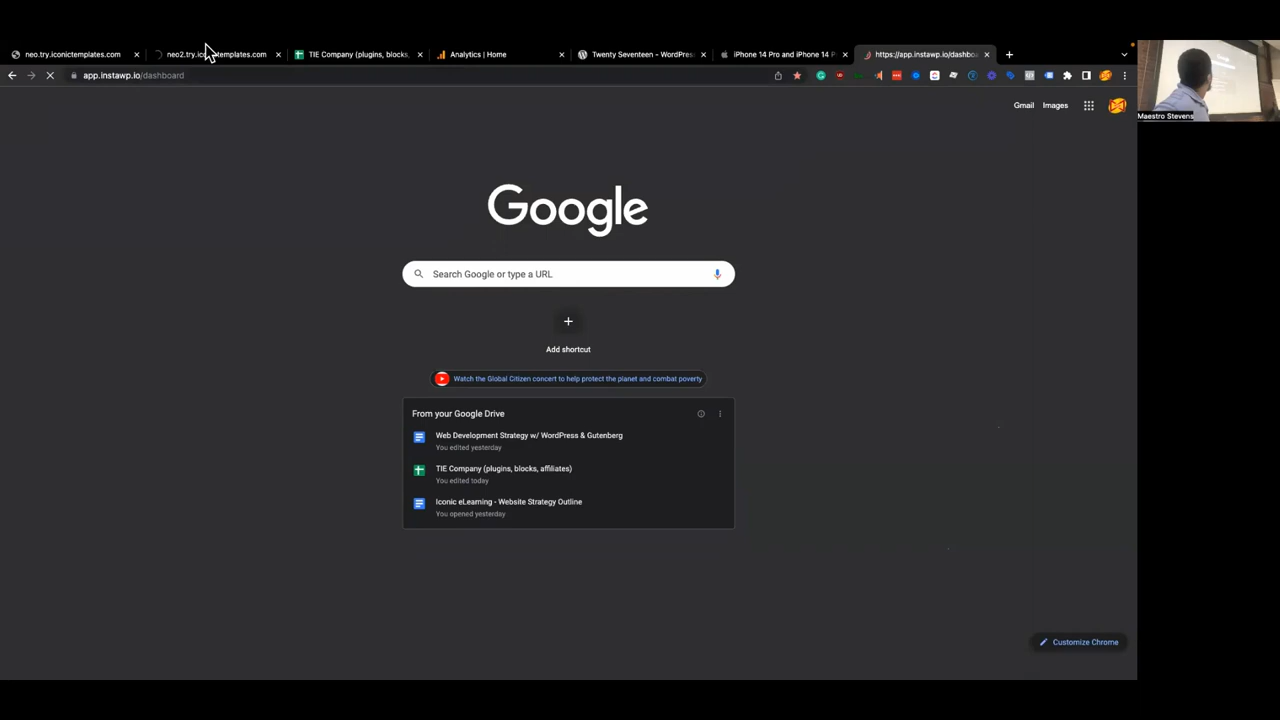 neo.try.iconictemplates.com
neo2.try.ic templates.com
TIE Company (plugins, blocks,
Analytics | Home
Twenty Seventeen – WordPres
iPhone 14 Pro and iPhone 14 P
https://app.instawp.io/dashbo
app.instawp.io/dashboard
Gmail Images
Maestro Stevens
Google
Search Google or type a URL
Add shortcut
Watch the Global Citizen concert to help protect the planet and combat poverty
From your Google Drive
Web Development Strategy w/ WordPress & Gutenberg
You edited yesterday
TIE Company (plugins, blocks, affiliates)
You edited today
Iconic eLearning - Website Strategy Outline
You opened yesterday
Customize Chrome